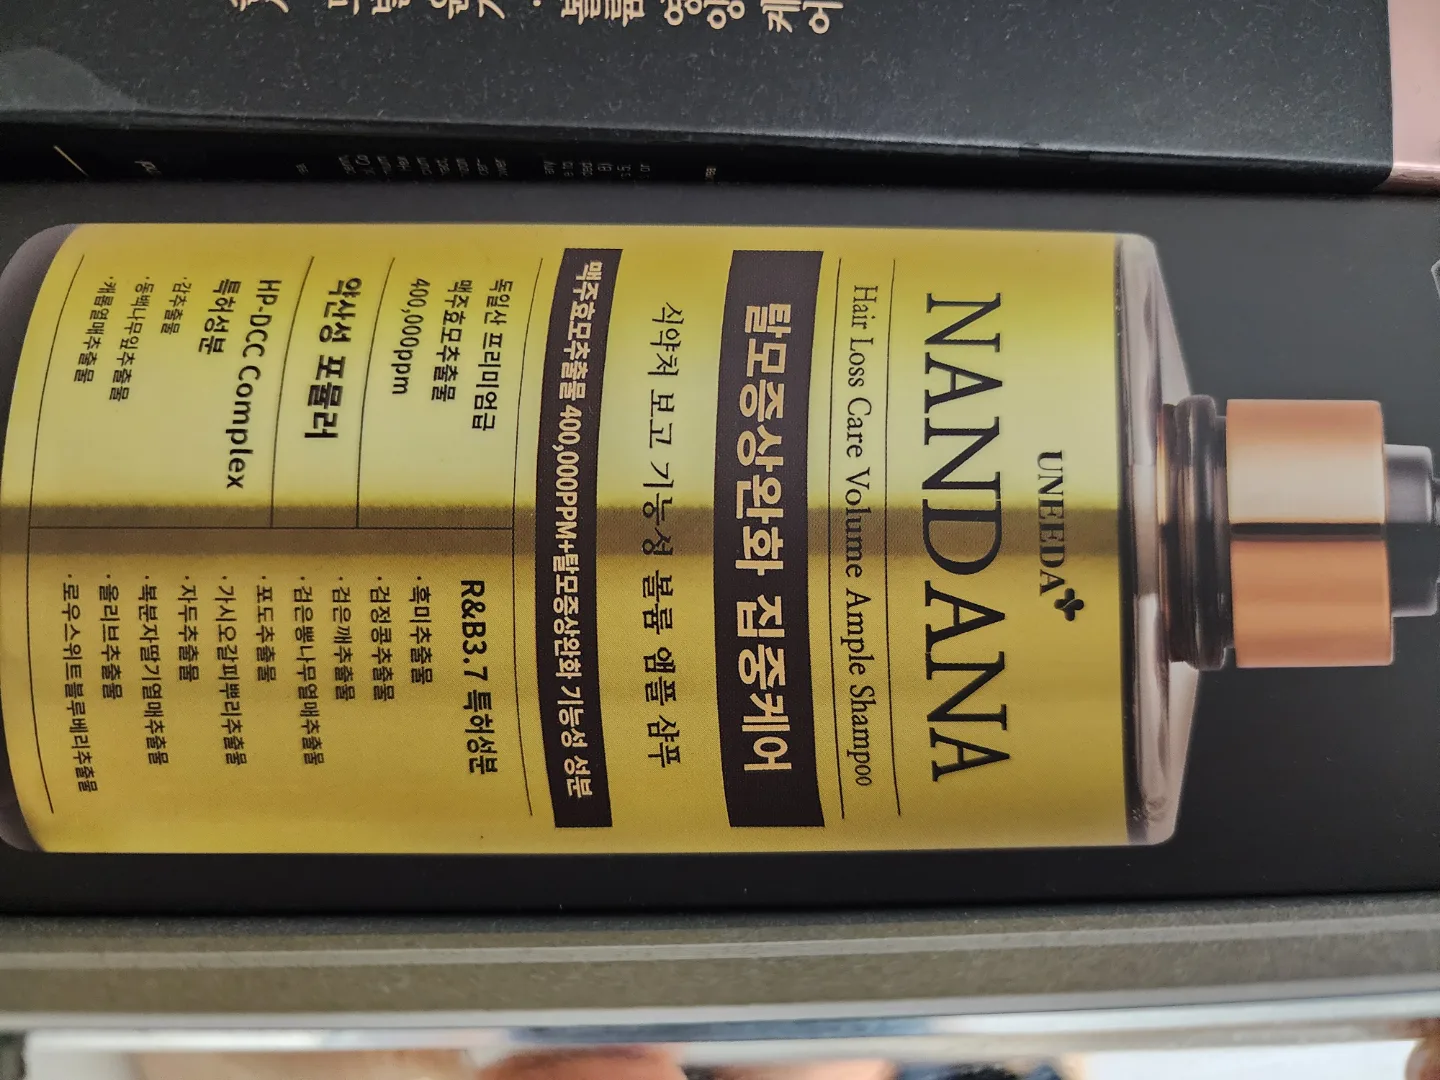 볼륨 영양 케어
UNEEDA
NANDANA
Hair Loss Care Volume Ample Shampoo
탈모증상완화 집중케어
식약처 보고 기능성 볼륨 앰플 샴푸
맥주효모추출물 400,000PPM+탈모증상완화 기능성 성분
독일산 프리미엄급
맥주효모추출물
400,000ppm
약산성 포뮬러
HP-DCC Complex
특허성분
·감추출물
·동백나무잎추출물
·캐롭열매추출물
R&B3.7 특허성분
·흑미추출물
·검정콩추출물
·검은깨추출물
·검은뽕나무열매추출물
·포도추출물
·가시오갈피뿌리추출물
·자두추출물
·복분자딸기열매추출물
·올리브추출물
·로우스위트블루베리추출물